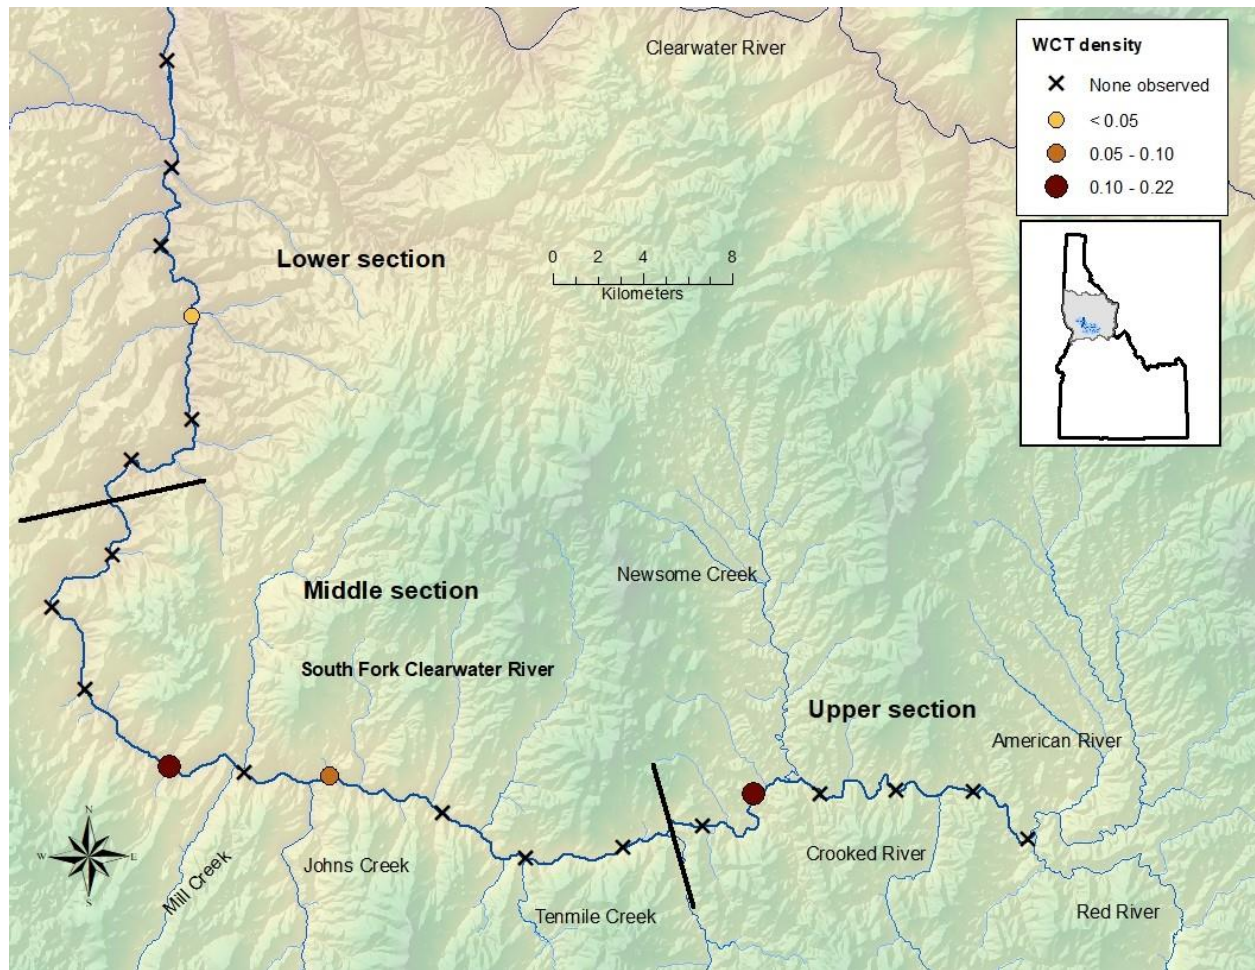 Clearwater River
WCT density
None observed
< 0.05
0.05 - 0.10
0.10 - 0.22
Lower section
0 2 4 8
Kilometers
Newsome Creek
Middle section
South Fork Clearwater River
Upper section
American River
N
W E
S
Mill Creek
Johns Creek
Crooked River
Tenmile Creek
Red River